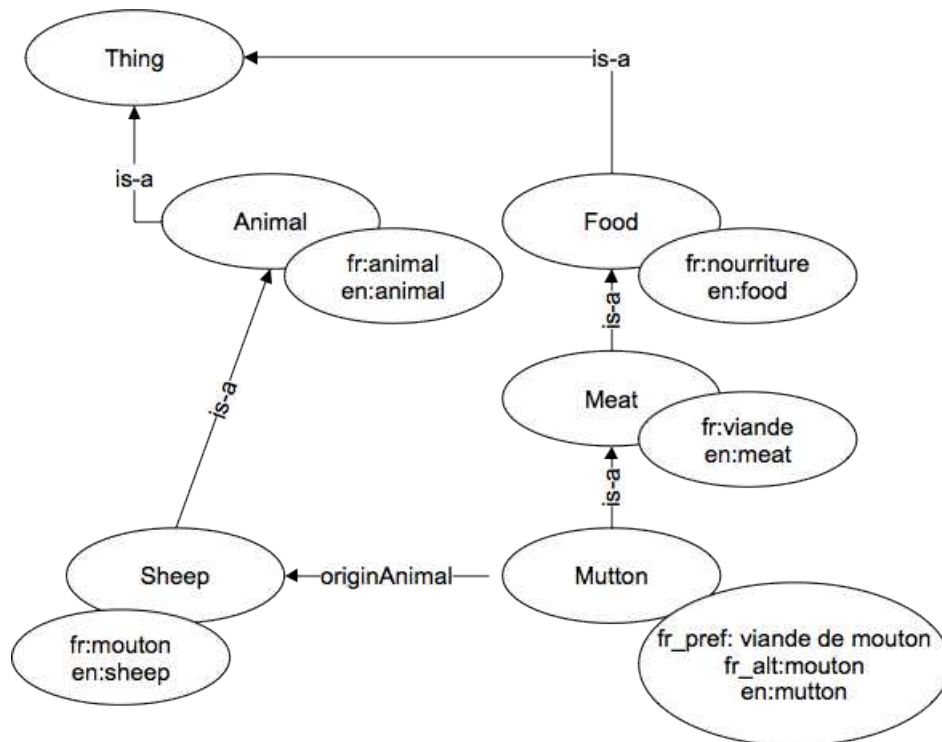 Thing
is-a
is-a
Animal
Food
fr:animal
en:animal
fr:nourriture
en:food
is-a
is-a
Meat
fr:viande
en:meat
is-a
Sheep
originAnimal
Mutton
fr:mouton
en:sheep
fr_pref: viande de mouton
fr_alt:mouton
en:mutton